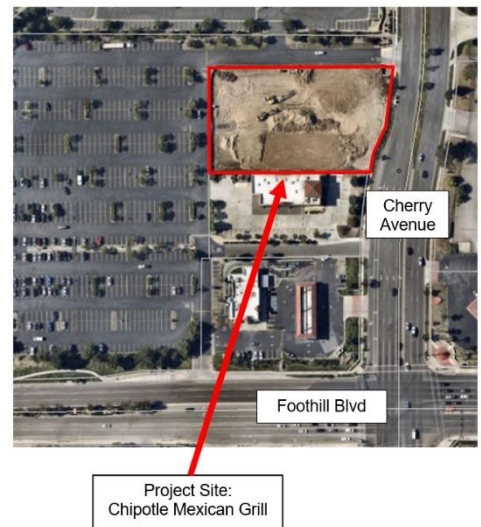 Cherry
Avenue
Foothill Blvd
Project Site:
Chipotle Mexican Grill